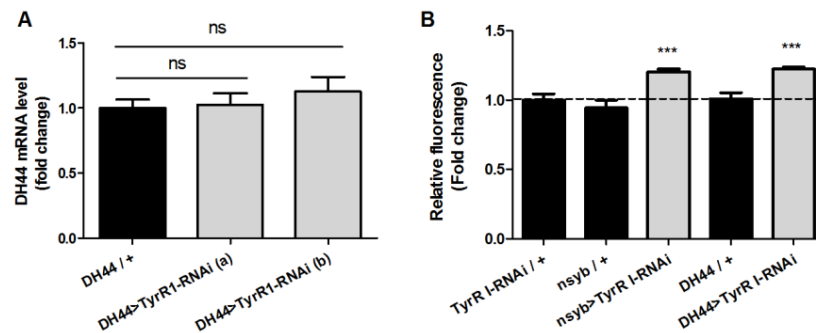 A
ns
ns
DH44 mRNA level
(fold change)
1.5
1.0
0.5
0.0
DH44 / +
DH44>TyrR1-RNAi (a)
DH44>TyrR1-RNAi (b)
B
***
***
Relative fluorescence
(Fold change)
1.5
1.0
0.5
0.0
TyrR I-RNAi / +
nsyb / +
nsyb>TyrR I-RNAi
DH44 / +
DH44>TyrR I-RNAi